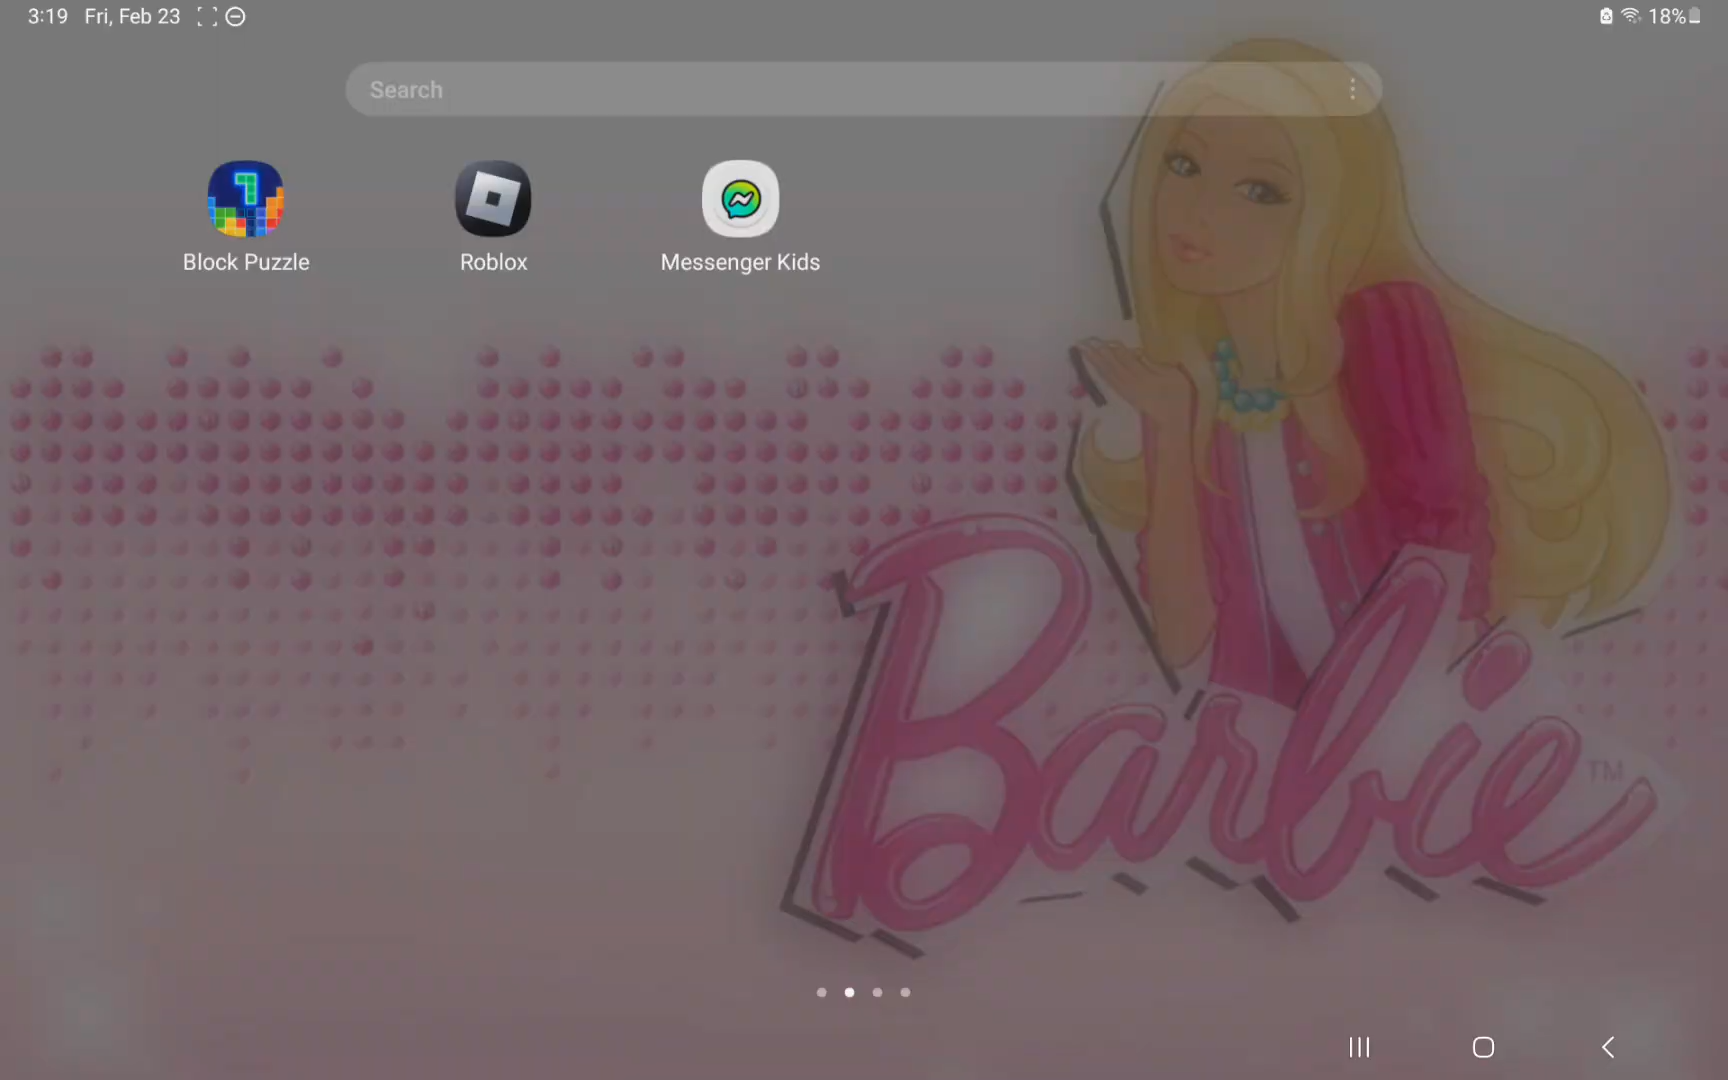 3:19 Fri, Feb 23
18%
Search
Block Puzzle
Roblox
Messenger Kids
Barbie
TM